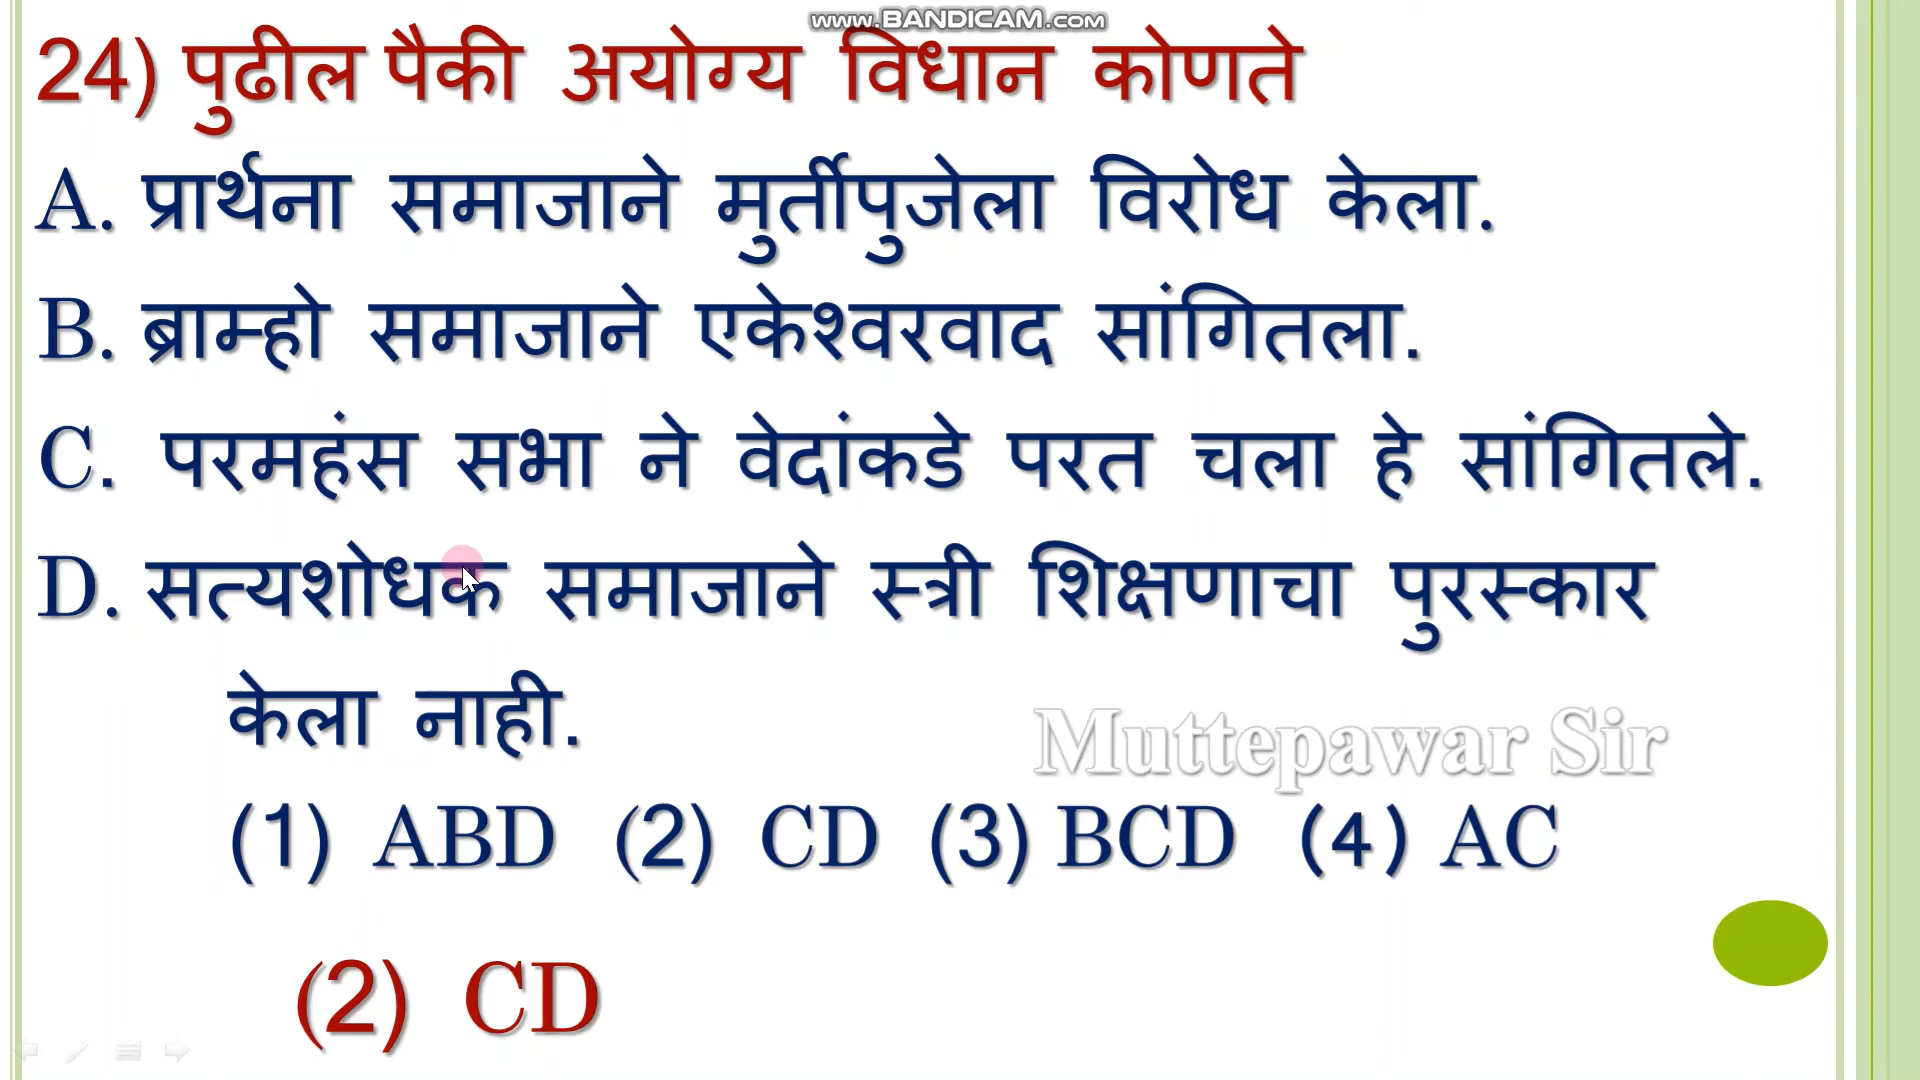 www.BANDICAM.com
24) पुढील पैकी अयोग्य विधान कोणते
A. प्रार्थना समाजाने मुर्तीपुजेला विरोध केला.
B. ब्राम्हो समाजाने एकेश्वरवाद सांगितला.
C. परमहंस सभा ने वेदांकडे परत चला हे सांगितले.
D. सत्यशोधक समाजाने स्त्री शिक्षणाचा पुरस्कार
केला नाही.
Muttepawar Sir
(1) ABD (2) CD (3) BCD (4) AC
(2) CD